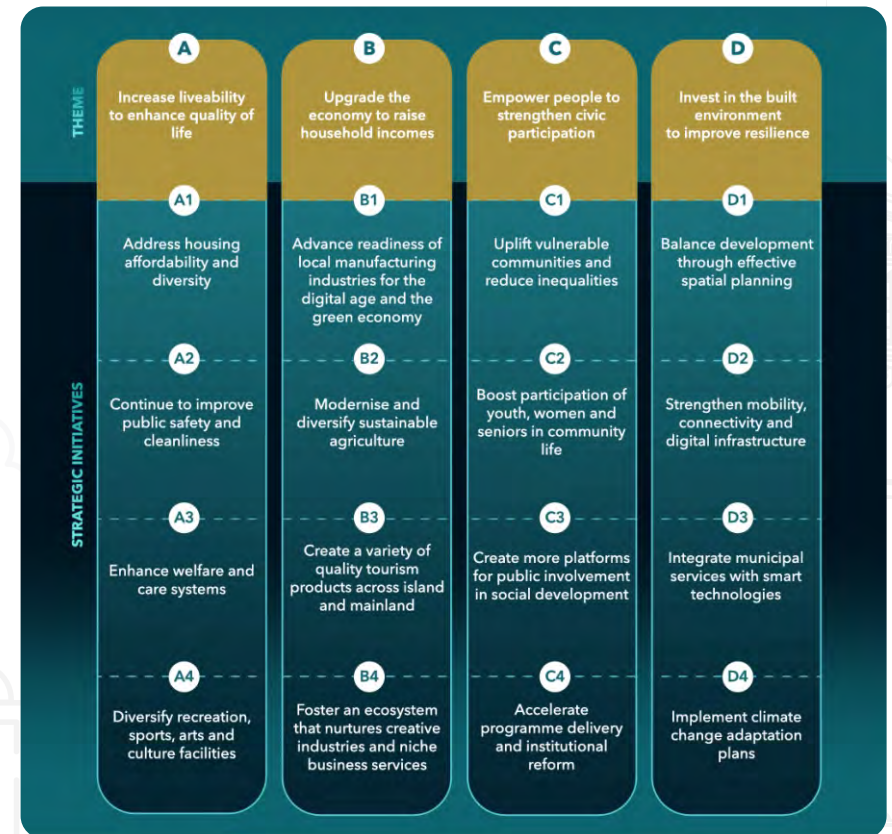 THEME
A
Increase liveability
to enhance quality of
life
B
Upgrade the
economy to raise
household incomes
C
Empower people to
strengthen civic
participation
D
Invest in the built
environment
to improve resilience
STRATEGIC INITIATIVES
A1
Address housing
affordability and
diversity
B1
Advance readiness of
local manufacturing
industries for the
digital age and the
green economy
C1
Uplift vulnerable
communities and
reduce inequalities
D1
Balance development
through effective
spatial planning
A2
Continue to improve
public safety and
cleanliness
B2
Modernise and
diversify sustainable
agriculture
C2
Boost participation of
youth, women and
seniors in community
life
D2
Strengthen mobility,
connectivity and
digital infrastructure
A3
Enhance welfare and
care systems
B3
Create a variety of
quality tourism
products across island
and mainland
C3
Create more platforms
for public involvement
in social development
D3
Integrate municipal
services with smart
technologies
A4
Diversify recreation,
sports, arts and
culture facilities
B4
Foster an ecosystem
that nurtures creative
industries and niche
business services
C4
Accelerate
programme delivery
and institutional
reform
D4
Implement climate
change adaptation
plans